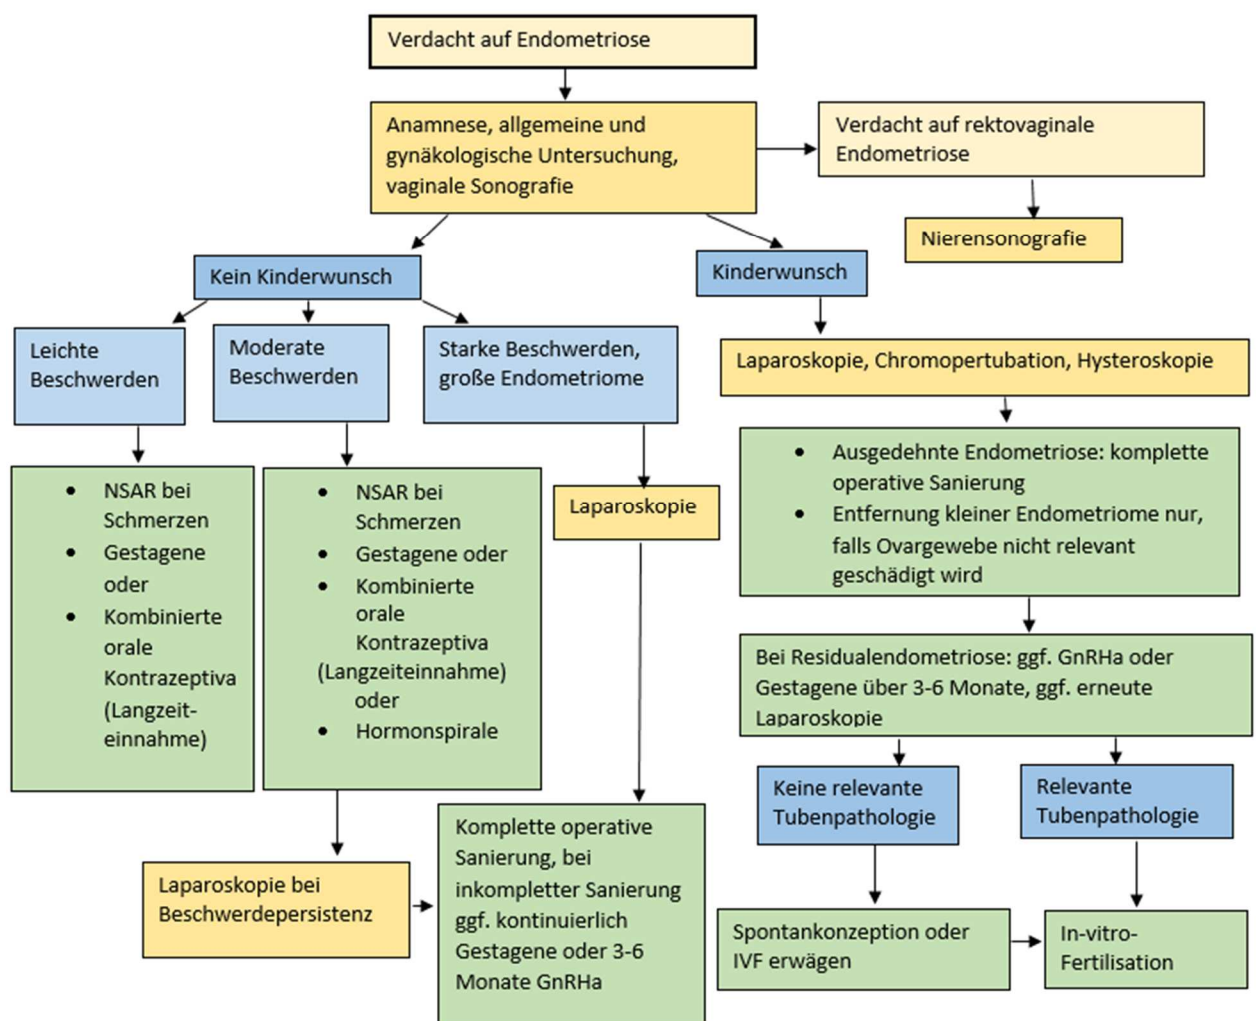 Verdacht auf Endometriose
Anamnese, allgemeine und
gynäkologische Untersuchung,
vaginale Sonografie
Verdacht auf rektovaginale
Endometriose
Nierensonografie
Kein Kinderwunsch
Kinderwunsch
Leichte
Beschwerden
Moderate
Beschwerden
Starke Beschwerden,
große Endometriome
• NSAR bei
Schmerzen
• Gestagene
oder
• Kombinierte
orale
Kontrazeptiva
(Langzeit-
einnahme)
• NSAR bei
Schmerzen
• Gestagene oder
• Kombinierte
orale
Kontrazeptiva
(Langzeiteinnahme)
oder
• Hormonspirale
Laparoskopie
Laparoskopie bei
Beschwerdepersistenz
Komplette operative
Sanierung, bei
inkompletter Sanierung
ggf. kontinuierlich
Gestagene oder 3-6
Monate GnRHa
Laparoskopie, Chromopertubation, Hysteroskopie
• Ausgedehnte Endometriose: komplette
operative Sanierung
• Entfernung kleiner Endometriome nur,
falls Ovargewebe nicht relevant
geschädigt wird
Bei Residualendometriose: ggf. GnRHa oder
Gestagene über 3-6 Monate, ggf. erneute
Laparoskopie
Keine relevante
Tubenpathologie
Relevante
Tubenpathologie
Spontankonzeption oder
IVF erwägen
In-vitro-
Fertilisation